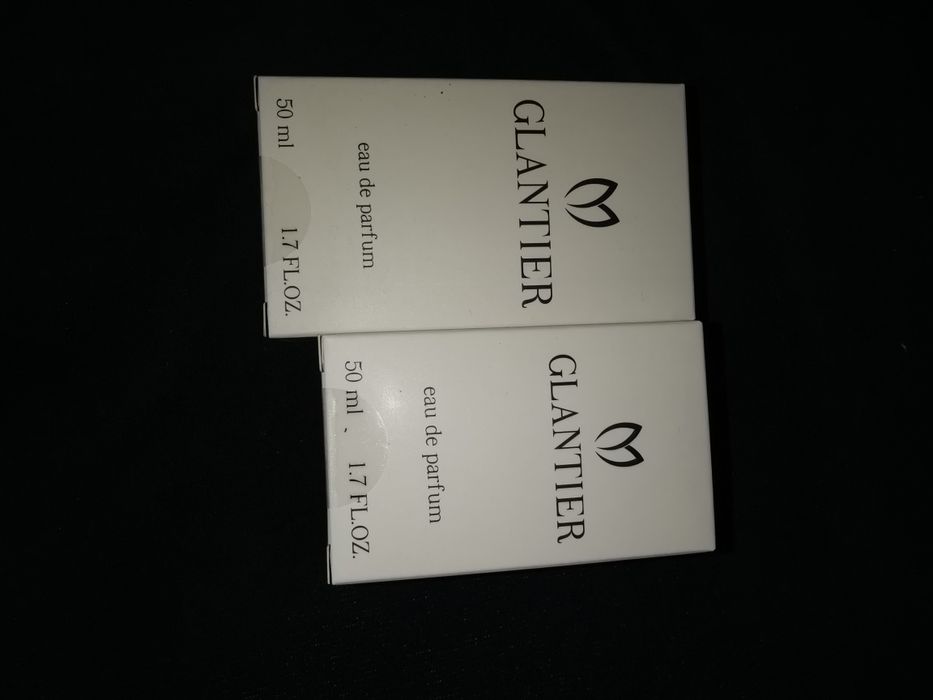 GLANTIER
eau de parfum
50 ml 1.7 FL.OZ.
GLANTIER
eau de parfum
50 ml 1.7 FL.OZ.